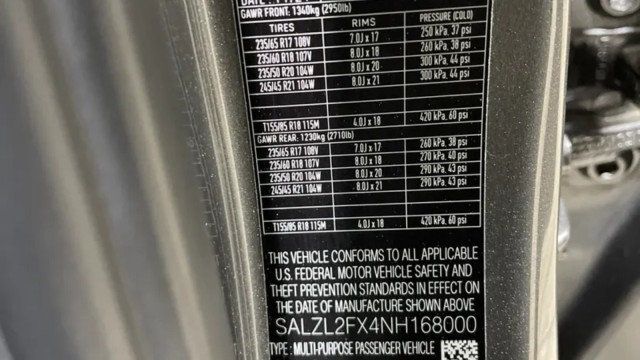 GAWR FRONT: 1340kg (2950lb)
TIRES RIMS PRESSURE (COLD)
235/65 R17 108V 7.0J x 17 250 kPa, 37 psi
235/60 R18 107V 8.0J x 18 260 kPa, 38 psi
235/50 R20 104W 8.0J x 20 300 kPa, 44 psi
245/45 R21 104W 8.0J x 21 300 kPa, 44 psi
T155/85 R18 115M 4.0J x 18 420 kPa, 60 psi
GAWR REAR: 1230kg (2710lb)
235/65 R17 108V 7.0J x 17 260 kPa, 38 psi
235/60 R18 107V 8.0J x 18 270 kPa, 40 psi
235/50 R20 104W 8.0J x 20 290 kPa, 43 psi
245/45 R21 104W 8.0J x 21 290 kPa, 43 psi
T155/85 R18 115M 4.0J x 18 420 kPa, 60 psi
THIS VEHICLE CONFORMS TO ALL APPLICABLE
U.S. FEDERAL MOTOR VEHICLE SAFETY AND
THEFT PREVENTION STANDARDS IN EFFECT ON
THE DATE OF MANUFACTURE SHOWN ABOVE
SALZL2FX4NH168000
TYPE : MULTI-PURPOSE PASSENGER VEHICLE